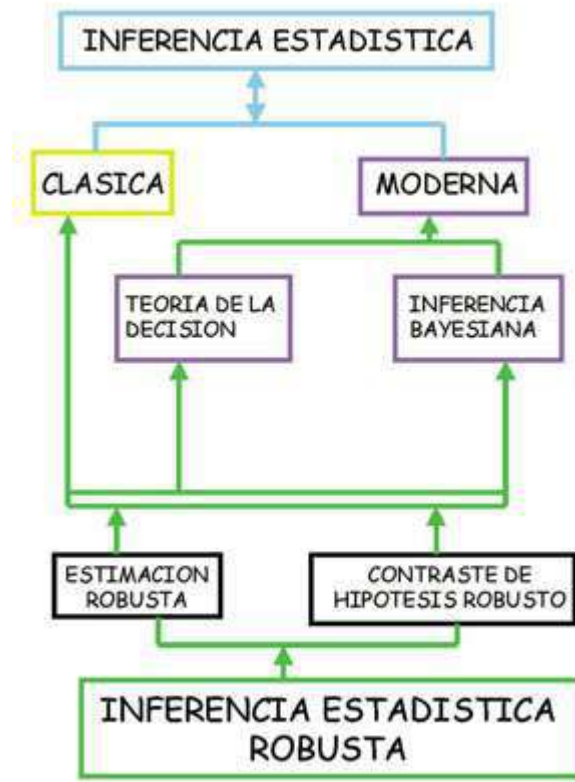 INFERENCIA ESTADISTICA
CLASICA
MODERNA
TEORIA DE LA
DECISION
INFERENCIA
BAYESIANA
ESTIMACION
ROBUSTA
CONTRASTE DE
HIPOTESIS ROBUSTO
INFERENCIA ESTADISTICA
ROBUSTA